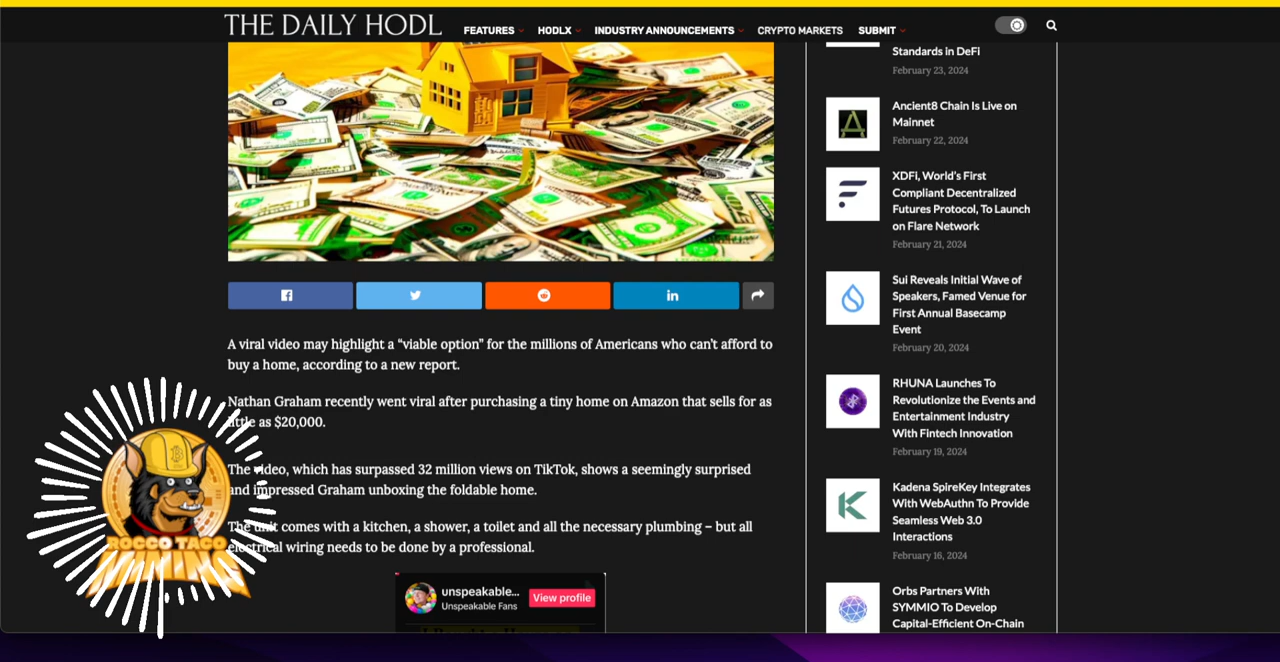 THE DAILY HODL
FEATURES HODLX INDUSTRY ANNOUNCEMENTS CRYPTO MARKETS SUBMIT
A viral video may highlight a “viable option” for the millions of Americans who can’t afford to
buy a home, according to a new report.
Nathan Graham recently went viral after purchasing a tiny home on Amazon that sells for as
little as $20,000.
The video, which has surpassed 32 million views on TikTok, shows a seemingly surprised
and impressed Graham unboxing the foldable home.
The unit comes with a kitchen, a shower, a toilet and all the necessary plumbing – but all
electrical wiring needs to be done by a professional.
unspeakable...
Unspeakable Fans
View profile
ROCCO TACO
MINING
Standards in DeFi
February 23, 2024
Ancient8 Chain Is Live on
Mainnet
February 22, 2024
XDFi, World’s First
Compliant Decentralized
Futures Protocol, To Launch
on Flare Network
February 21, 2024
Sui Reveals Initial Wave of
Speakers, Famed Venue for
First Annual Basecamp
Event
February 20, 2024
RHUNA Launches To
Revolutionize the Events and
Entertainment Industry
With Fintech Innovation
February 19, 2024
Kadena SpireKey Integrates
With WebAuthn To Provide
Seamless Web 3.0
Interactions
February 16, 2024
Orbs Partners With
SYMMIO To Develop
Capital-Efficient On-Chain